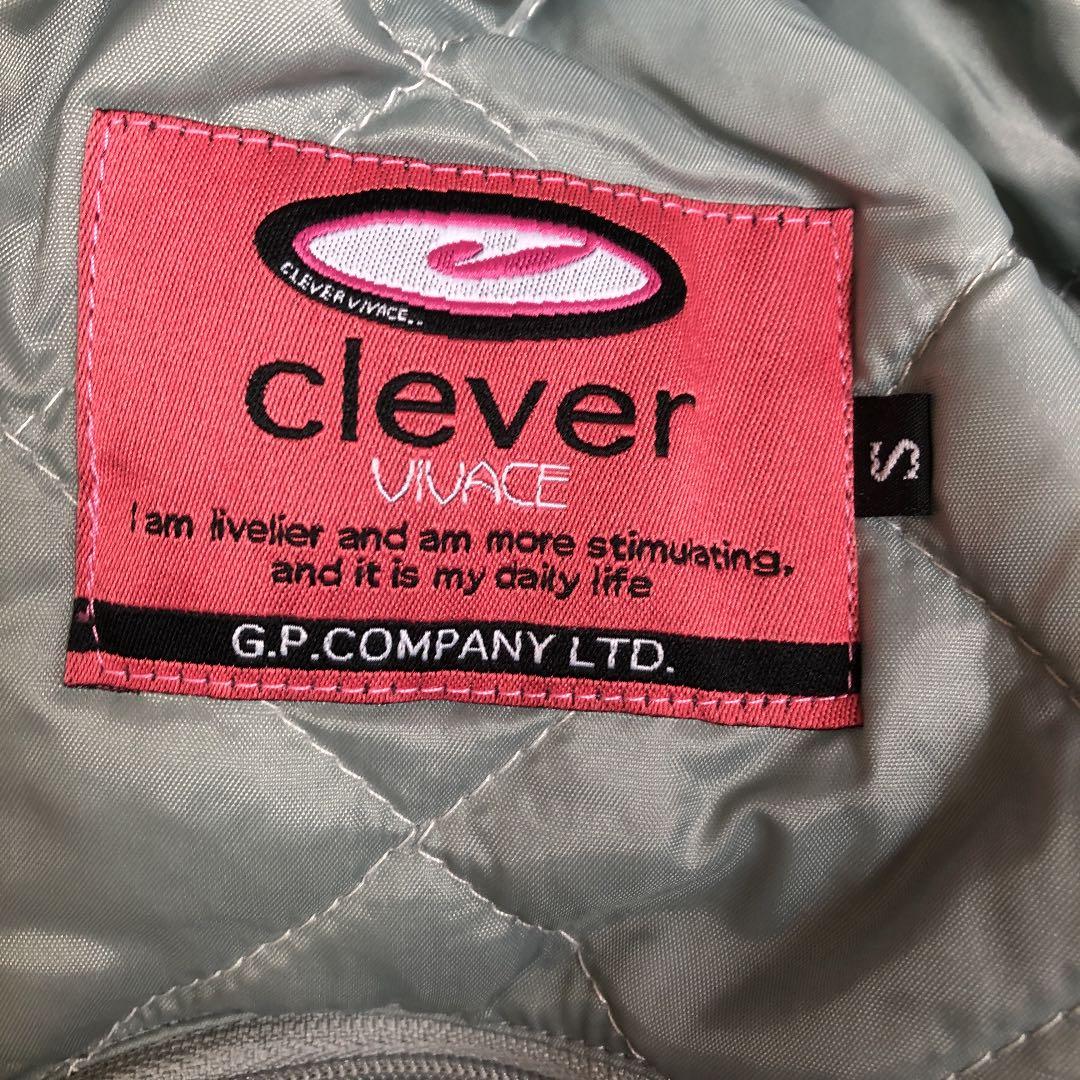 CLEVER VIVACE..
clever
VIVACE
I am livelier and am more stimulating,
and it is my daily life
G.P.COMPANY LTD.
S